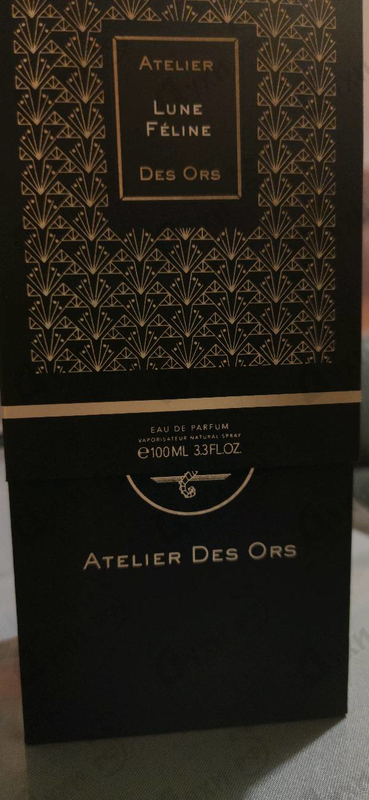 ATELIER
LUNE
FÉLINE
DES ORS
EAU DE PARFUM
VAPORISATEUR NATURAL SPRAY
℮100ML 3.3FL.OZ.
ATELIER DES ORS